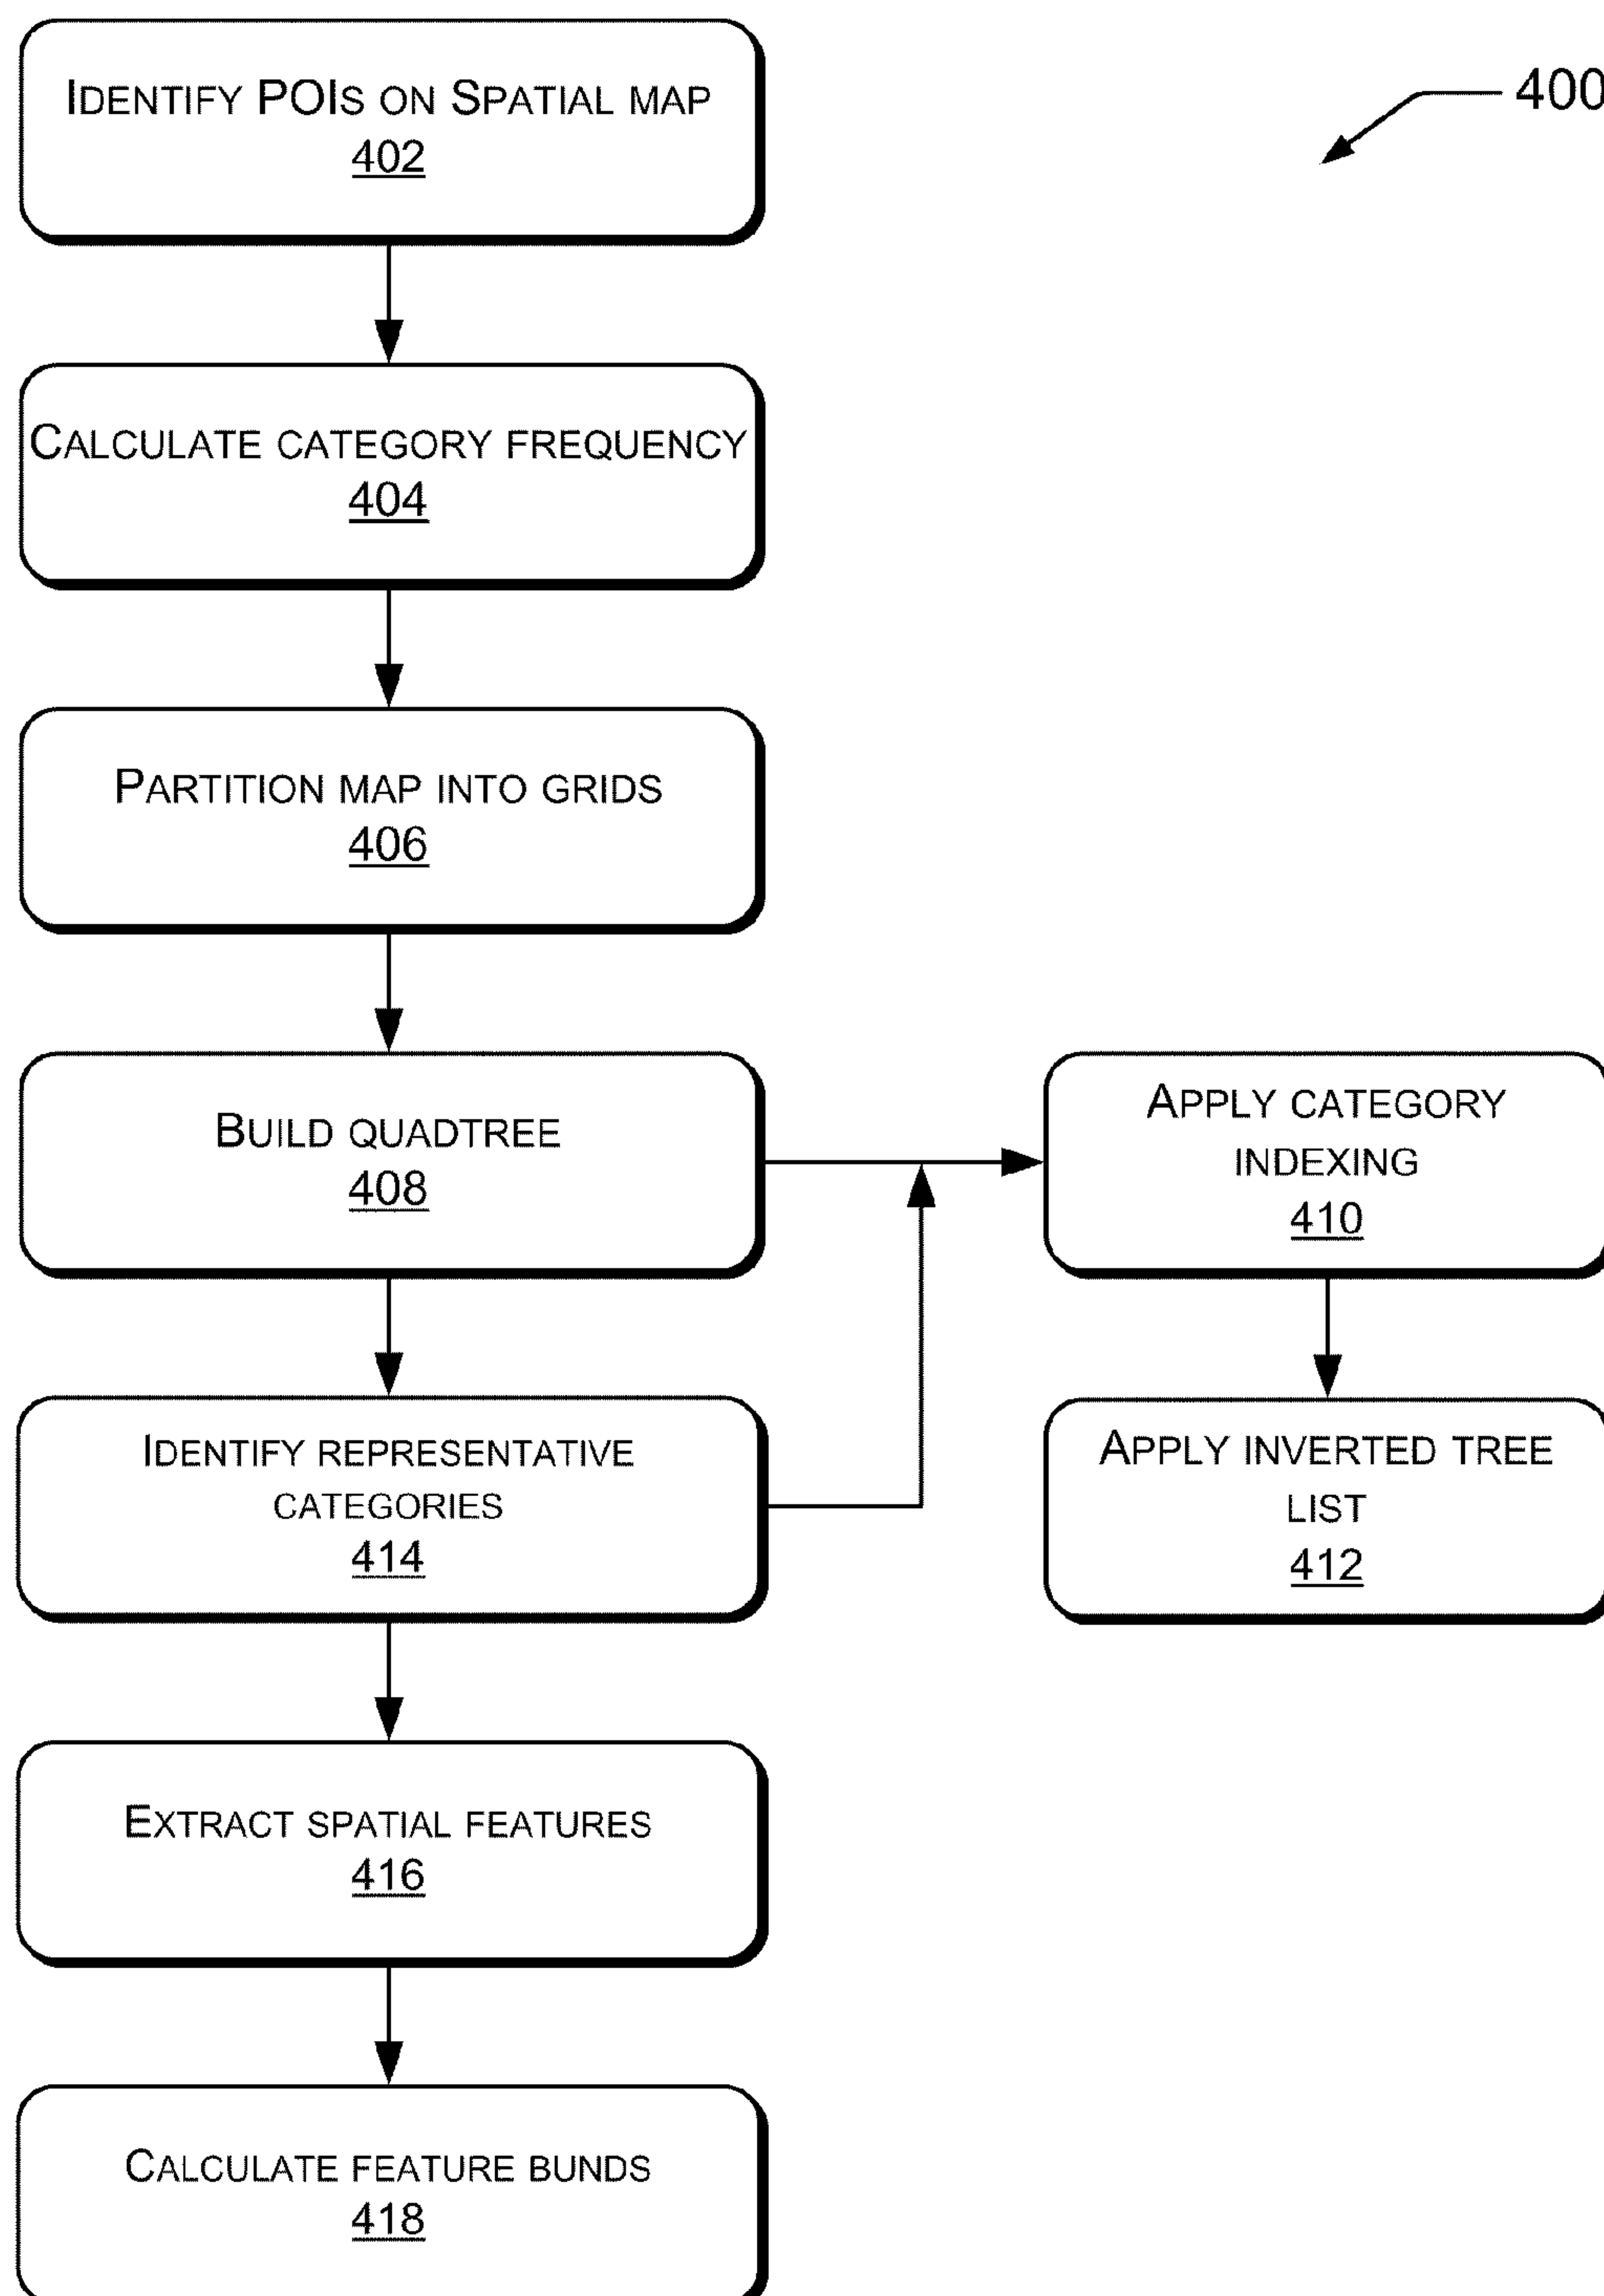 IDENTIFY POIS ON SPATIAL MAP
402
400
CALCULATE CATEGORY FREQUENCY
404
PARTITION MAP INTO GRIDS
406
BUILD QUADTREE
408
APPLY CATEGORY
INDEXING
410
IDENTIFY REPRESENTATIVE
CATEGORIES
414
APPLY INVERTED TREE
LIST
412
EXTRACT SPATIAL FEATURES
416
CALCULATE FEATURE BUNDS
418